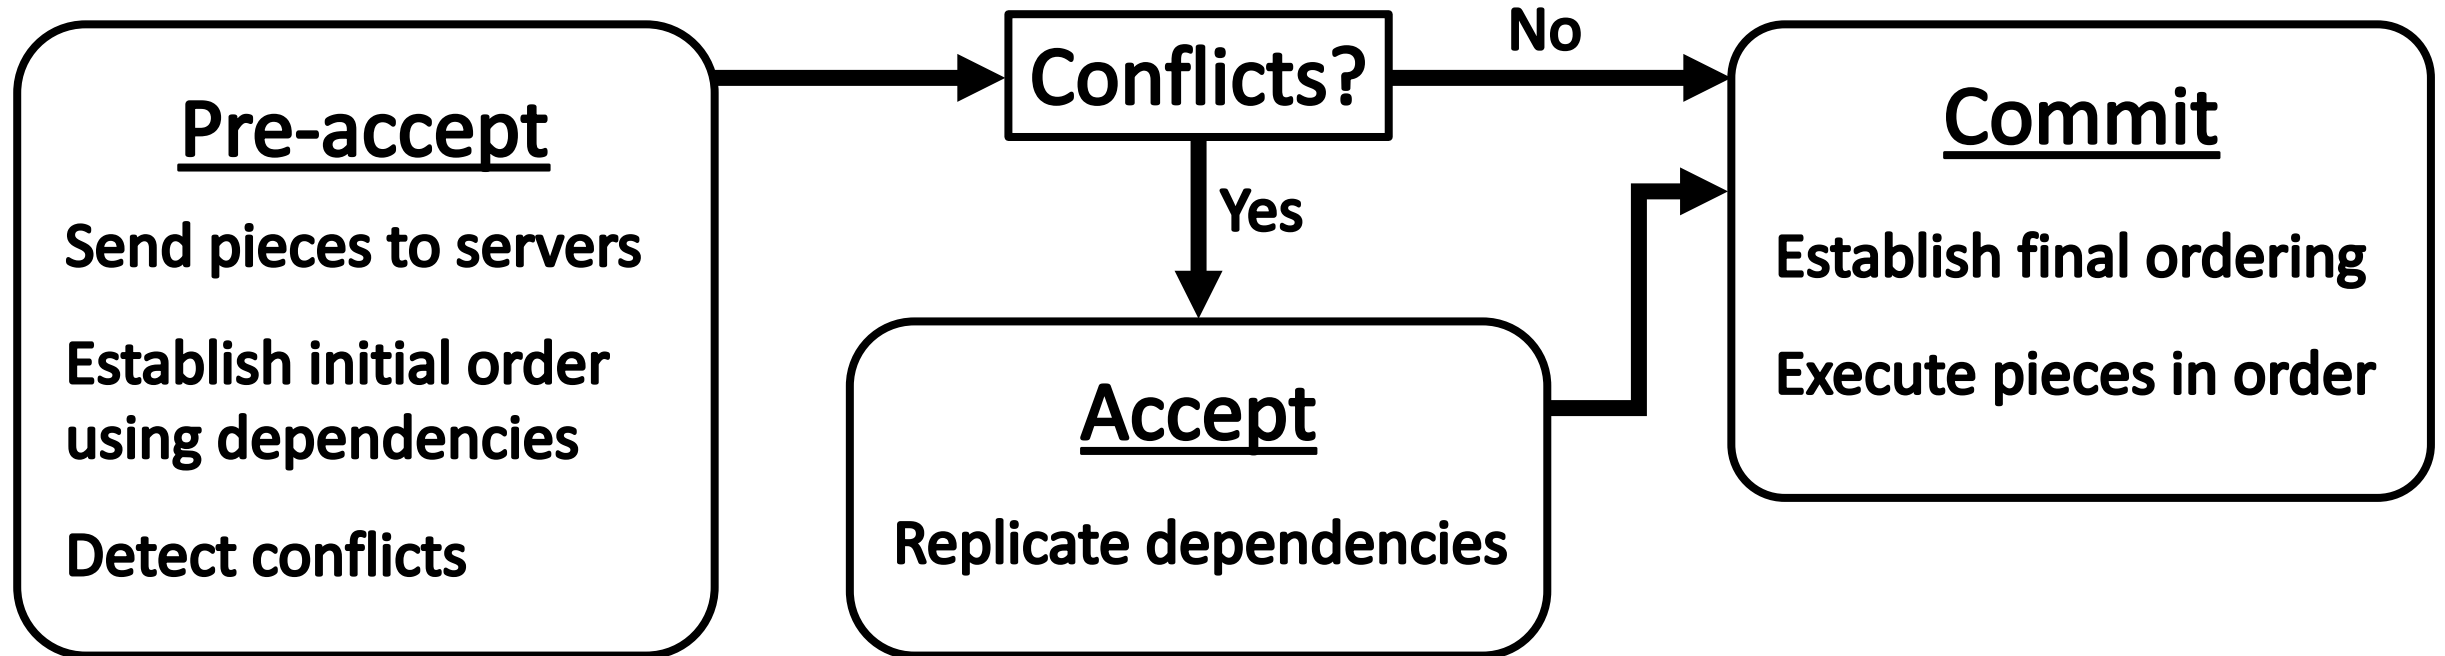 Pre-accept
Send pieces to servers
Establish initial order
using dependencies
Detect conflicts
Conflicts?
No
Yes
Accept
Replicate dependencies
Commit
Establish final ordering
Execute pieces in order